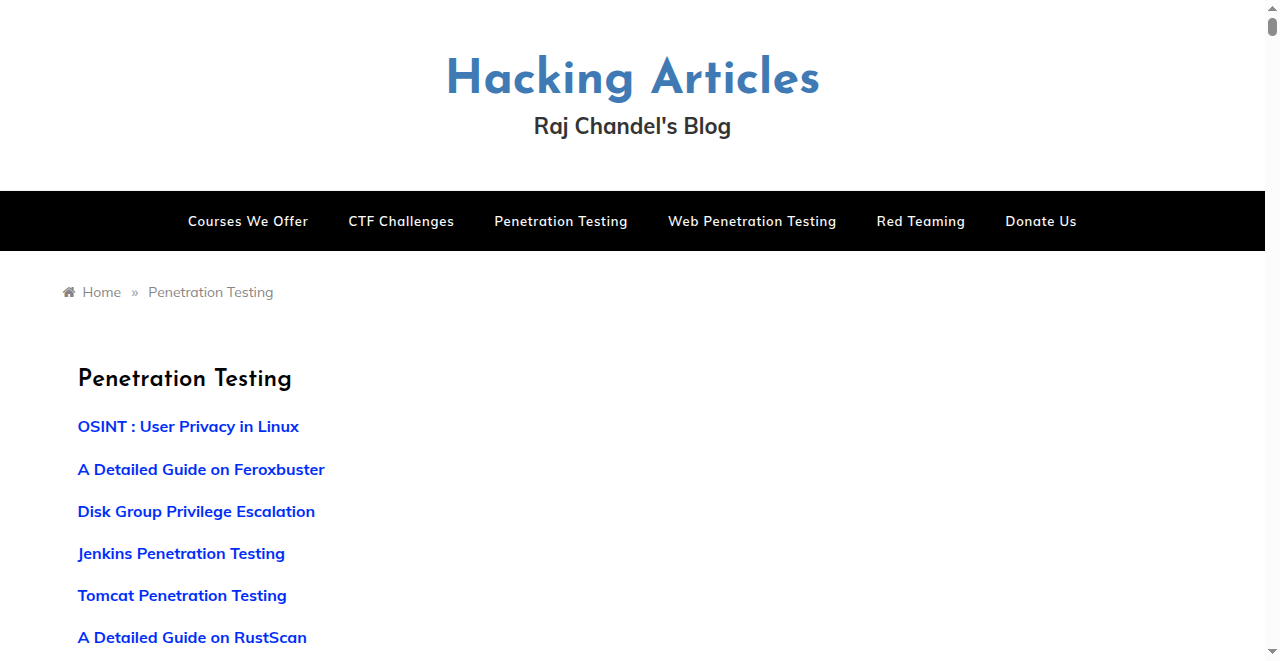 Hacking Articles
Raj Chandel's Blog
Courses We Offer CTF Challenges Penetration Testing Web Penetration Testing Red Teaming Donate Us
Home » Penetration Testing
Penetration Testing
OSINT : User Privacy in Linux
A Detailed Guide on Feroxbuster
Disk Group Privilege Escalation
Jenkins Penetration Testing
Tomcat Penetration Testing
A Detailed Guide on RustScan